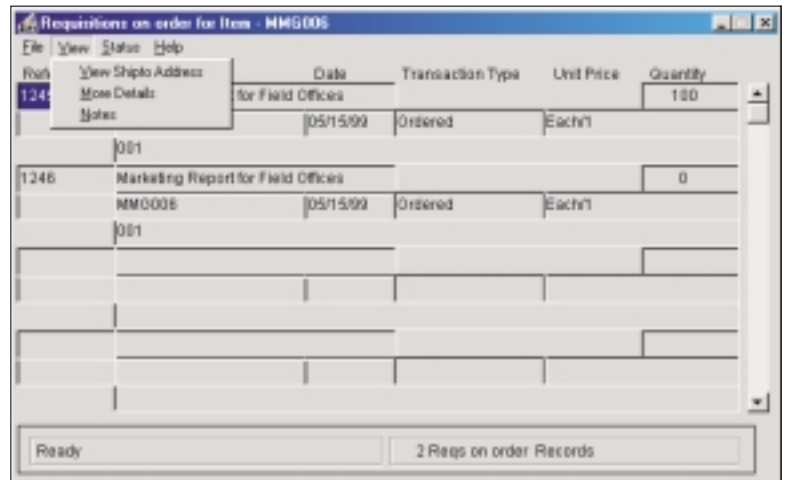 Requisitions on order for Item - MMG006
File View Status Help
View Shipto Address
More Details
Notes
Refe Date Transaction Type Unit Price Quantity
1245 t for Field Offices 100
05/15/99 Ordered Each/1
001
1246 Marketing Report for Field Offices 0
MMG006 05/15/99 Ordered Each/1
001
Ready 2 Reqs on order Records